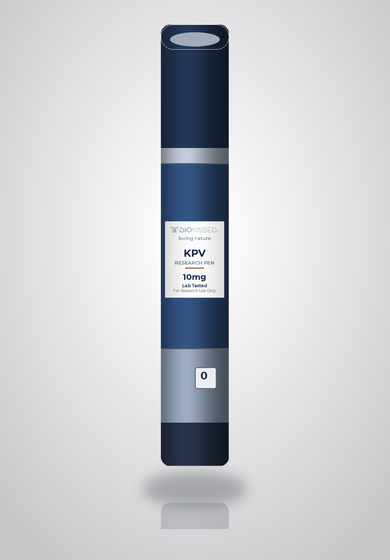 BIOKISSED
loving nature
KPV
RESEARCH PEN
10mg
Lab Tested
For Research Use Only
0